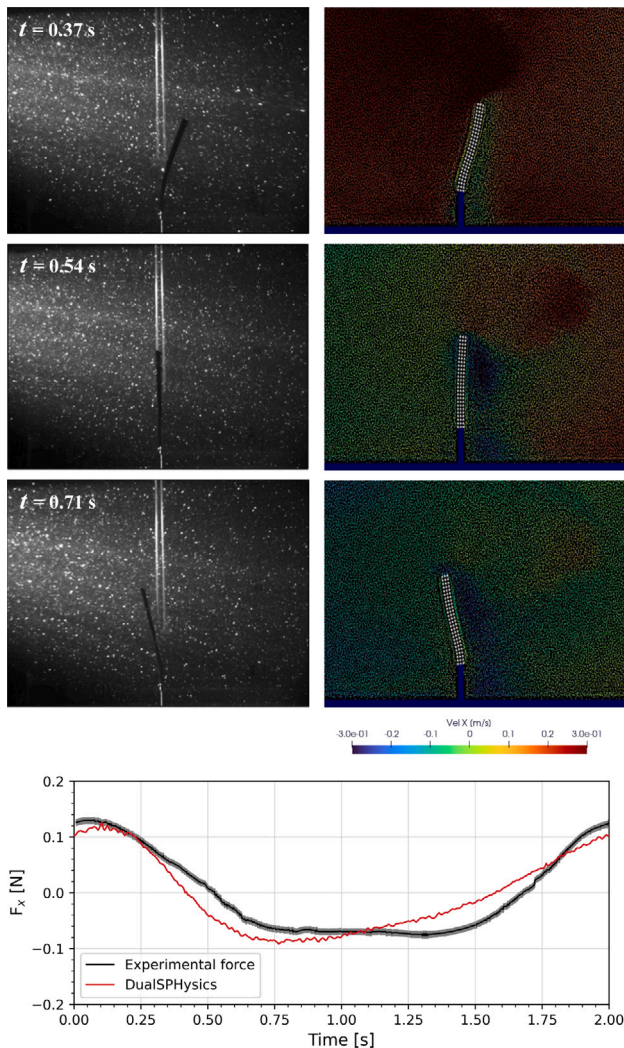 t = 0.37 s
t = 0.54 s
t = 0.71 s
Vel X [m/s]
-3.0e-01 -0.2 -0.1 0 0.1 0.2 3.0e-01
0.2
0.1
0.0
−0.1
−0.2
Fx [N]
Experimental force
DualSPHysics
0.00 0.25 0.50 0.75 1.00 1.25 1.50 1.75 2.00
Time [s]